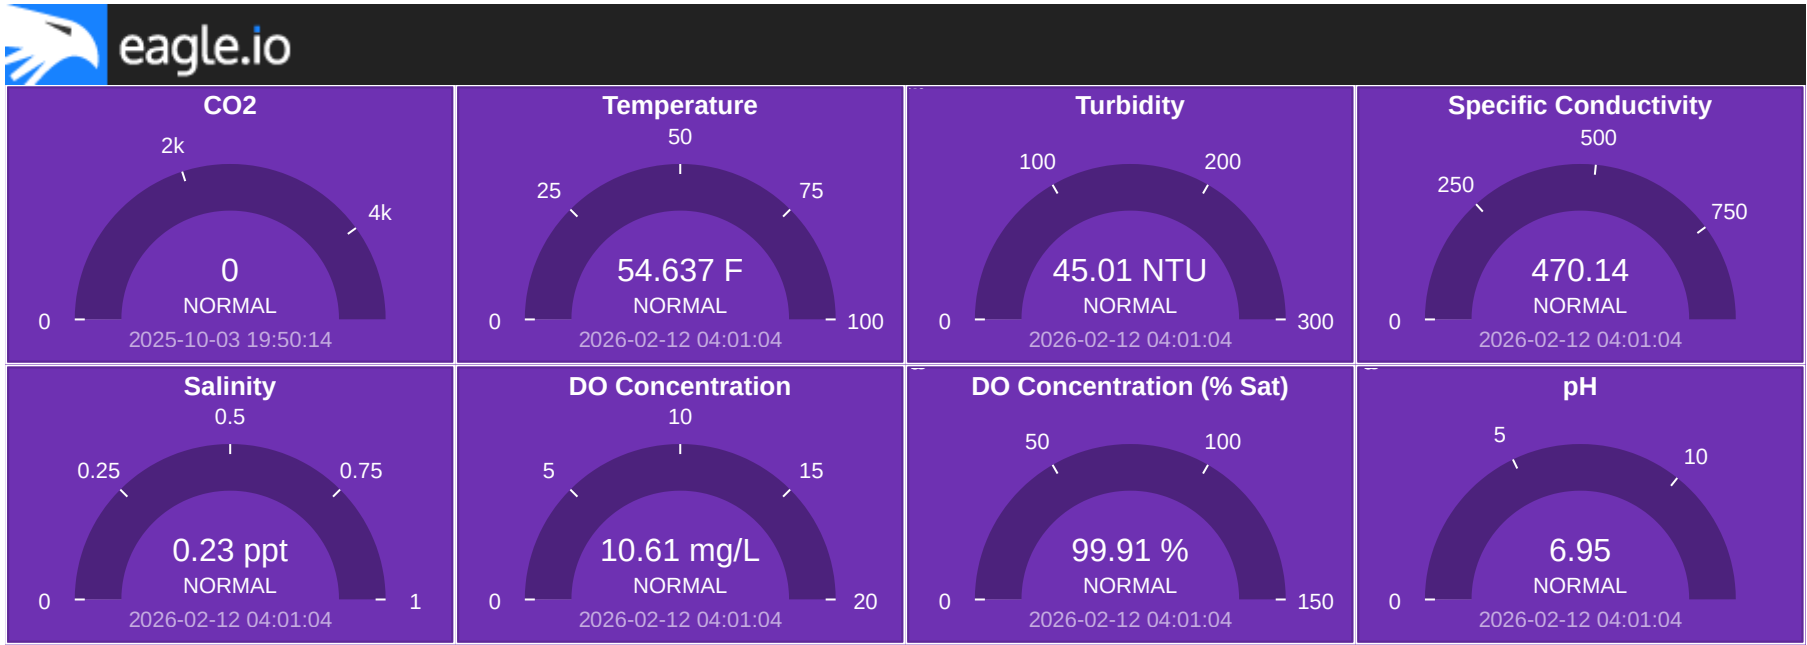 eagle.io
CO2
2k
4k
0
0
NORMAL
2025-10-03 19:50:14
Temperature
50
25
75
54.637 F
NORMAL
0
100
2026-02-12 04:01:04
Turbidity
100
200
45.01 NTU
NORMAL
0
300
2026-02-12 04:01:04
Specific Conductivity
500
250
750
470.14
NORMAL
0
2026-02-12 04:01:04
Salinity
0.5
0.25
0.75
0.23 ppt
NORMAL
0
1
2026-02-12 04:01:04
DO Concentration
10
5
15
10.61 mg/L
NORMAL
0
20
2026-02-12 04:01:04
DO Concentration (% Sat)
50
100
99.91 %
NORMAL
0
150
2026-02-12 04:01:04
pH
5
10
6.95
NORMAL
0
2026-02-12 04:01:04